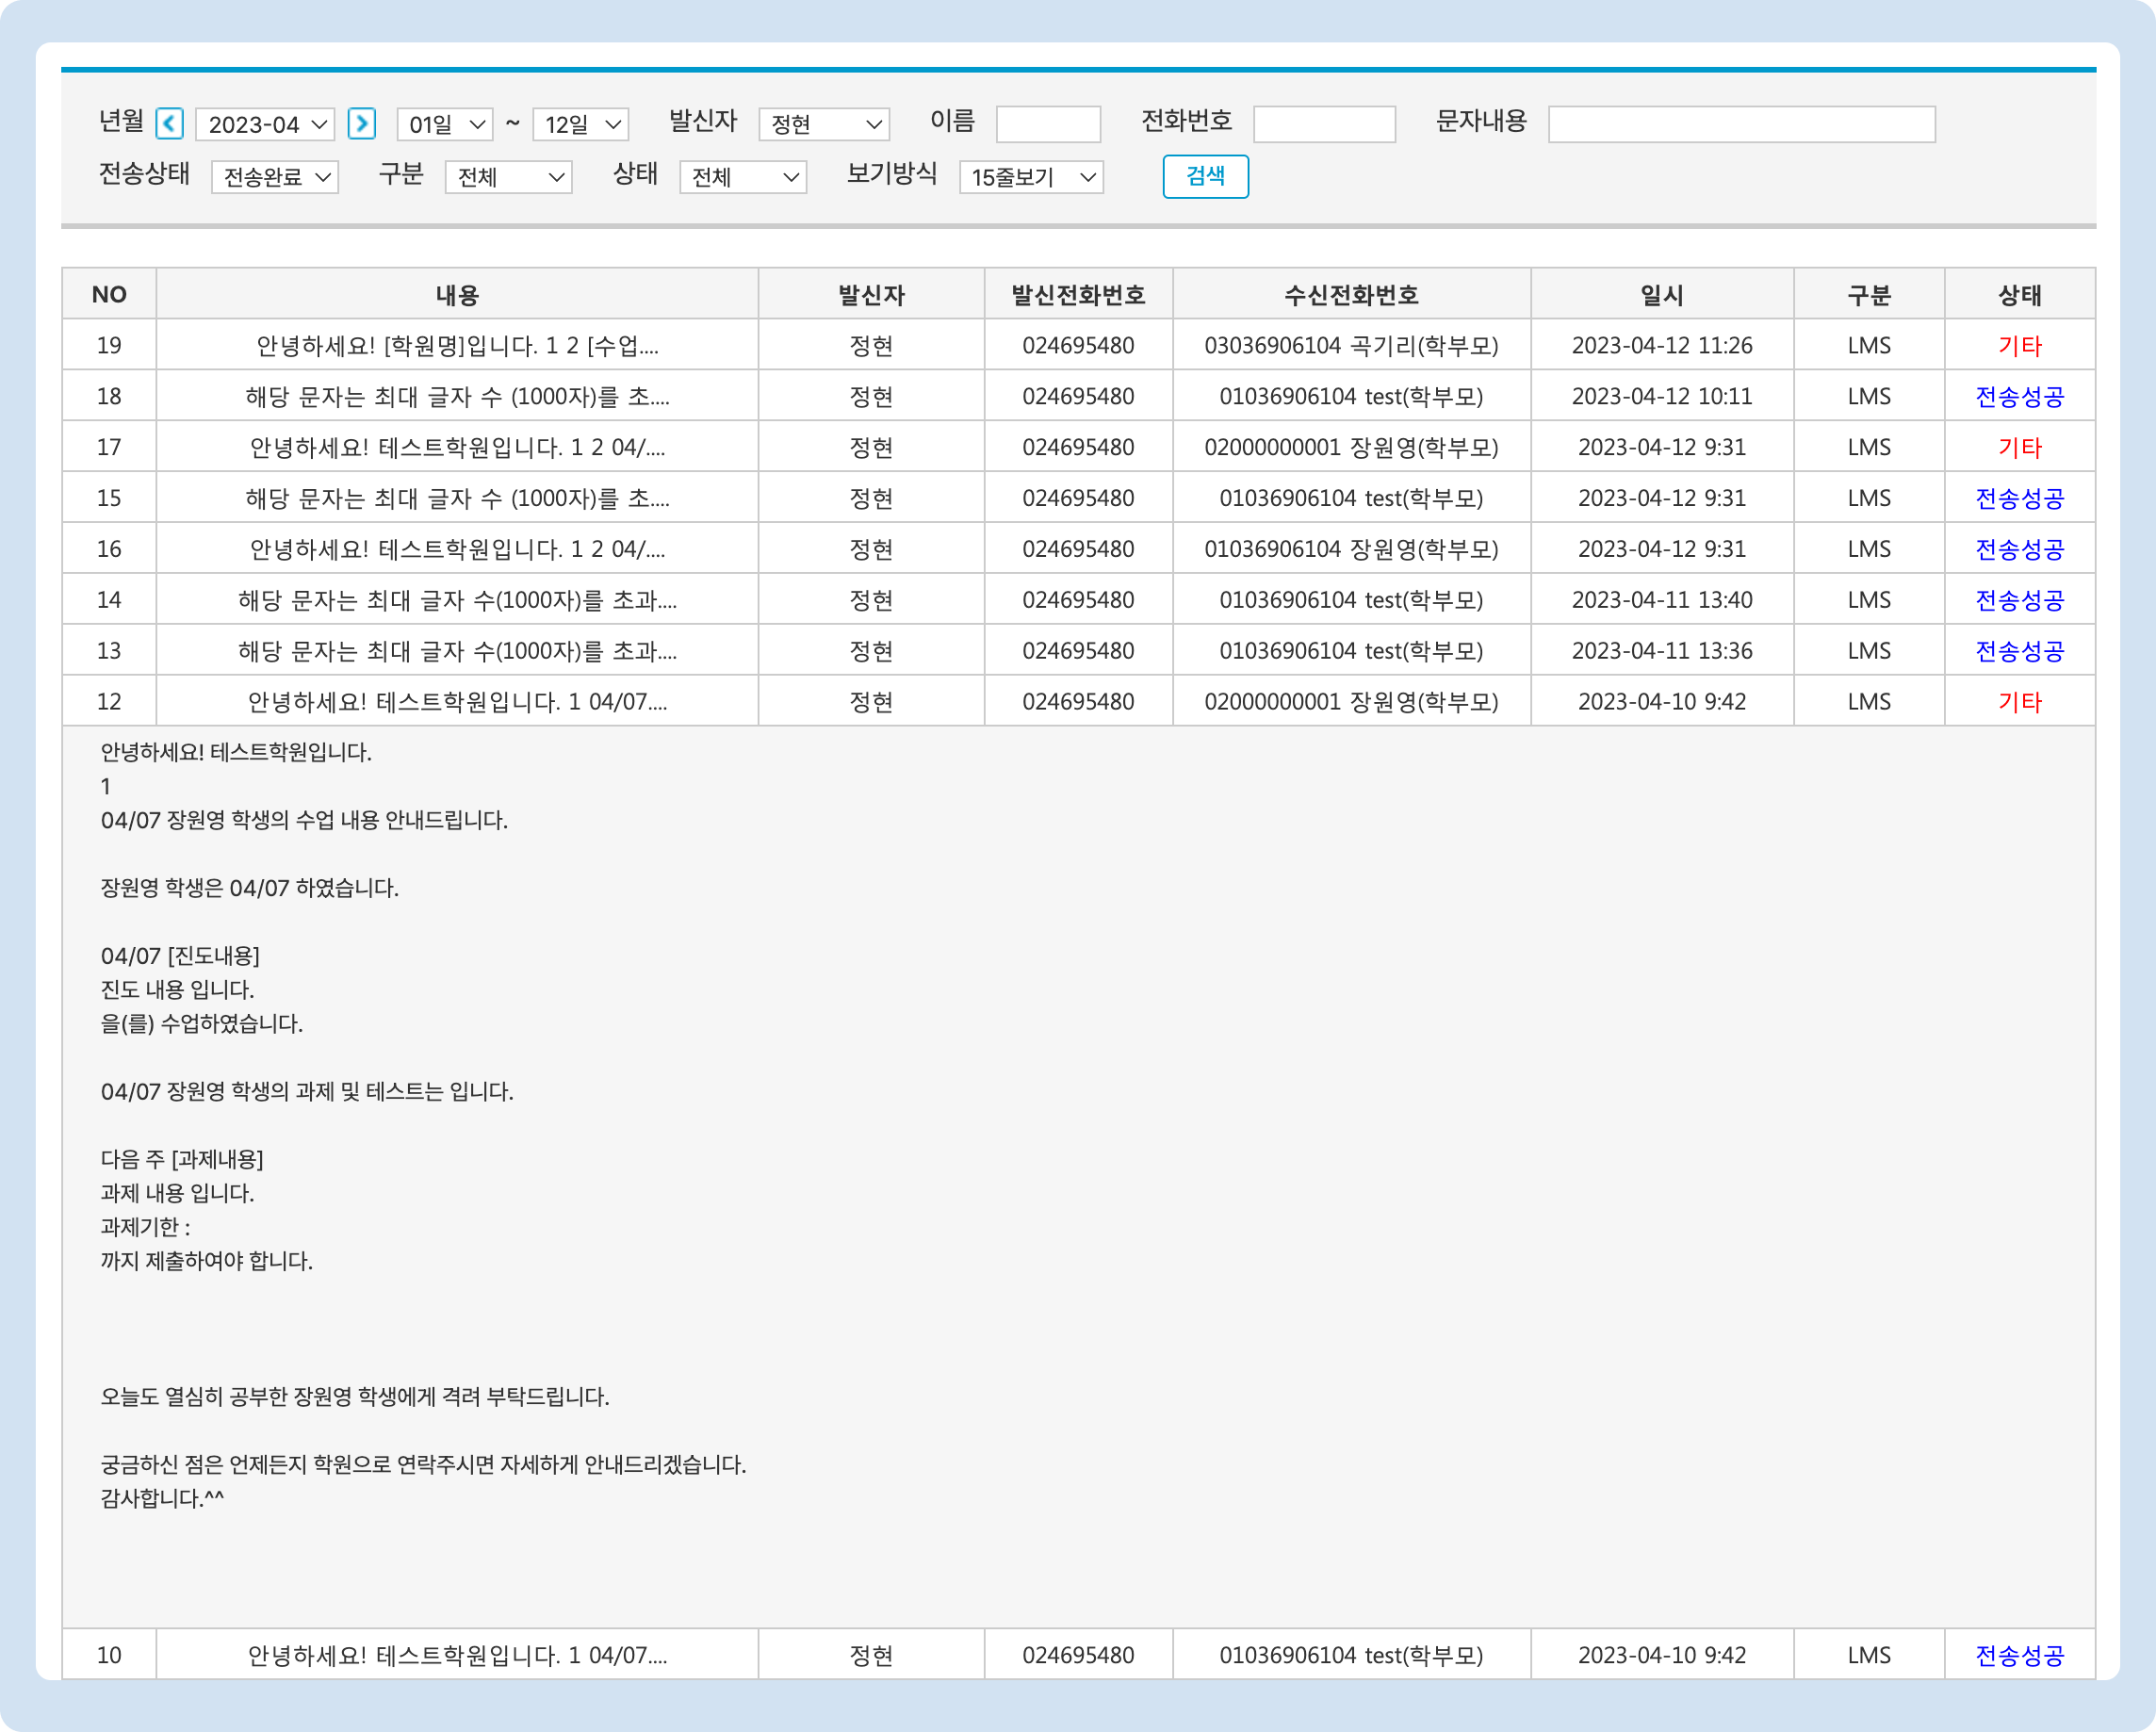 년월 2023-04 01일 ~ 12일 발신자 정현 이름 전화번호 문자내용
전송상태 전송완료 구분 전체 상태 전체 보기방식 15줄보기 검색
NO 내용 발신자 발신전화번호 수신전화번호 일시 구분 상태
19 안녕하세요! [학원명]입니다. 1 2 [수업.... 정현 024695480 03036906104 곡기리(학부모) 2023-04-12 11:26 LMS 기타
18 해당 문자는 최대 글자 수 (1000자)를 초.... 정현 024695480 01036906104 test(학부모) 2023-04-12 10:11 LMS 전송성공
17 안녕하세요! 테스트학원입니다. 1 2 04/.... 정현 024695480 02000000001 장원영(학부모) 2023-04-12 9:31 LMS 기타
15 해당 문자는 최대 글자 수 (1000자)를 초.... 정현 024695480 01036906104 test(학부모) 2023-04-12 9:31 LMS 전송성공
16 안녕하세요! 테스트학원입니다. 1 2 04/.... 정현 024695480 01036906104 장원영(학부모) 2023-04-12 9:31 LMS 전송성공
14 해당 문자는 최대 글자 수(1000자)를 초과.... 정현 024695480 01036906104 test(학부모) 2023-04-11 13:40 LMS 전송성공
13 해당 문자는 최대 글자 수(1000자)를 초과.... 정현 024695480 01036906104 test(학부모) 2023-04-11 13:36 LMS 전송성공
12 안녕하세요! 테스트학원입니다. 1 04/07.... 정현 024695480 02000000001 장원영(학부모) 2023-04-10 9:42 LMS 기타
안녕하세요! 테스트학원입니다.
1
04/07 장원영 학생의 수업 내용 안내드립니다.
장원영 학생은 04/07 하였습니다.
04/07 [진도내용]
진도 내용 입니다.
을(를) 수업하였습니다.
04/07 장원영 학생의 과제 및 테스트는 입니다.
다음 주 [과제내용]
과제 내용 입니다.
과제기한 :
까지 제출하여야 합니다.
오늘도 열심히 공부한 장원영 학생에게 격려 부탁드립니다.
궁금하신 점은 언제든지 학원으로 연락주시면 자세하게 안내드리겠습니다.
감사합니다.^^
10 안녕하세요! 테스트학원입니다. 1 04/07.... 정현 024695480 01036906104 test(학부모) 2023-04-10 9:42 LMS 전송성공